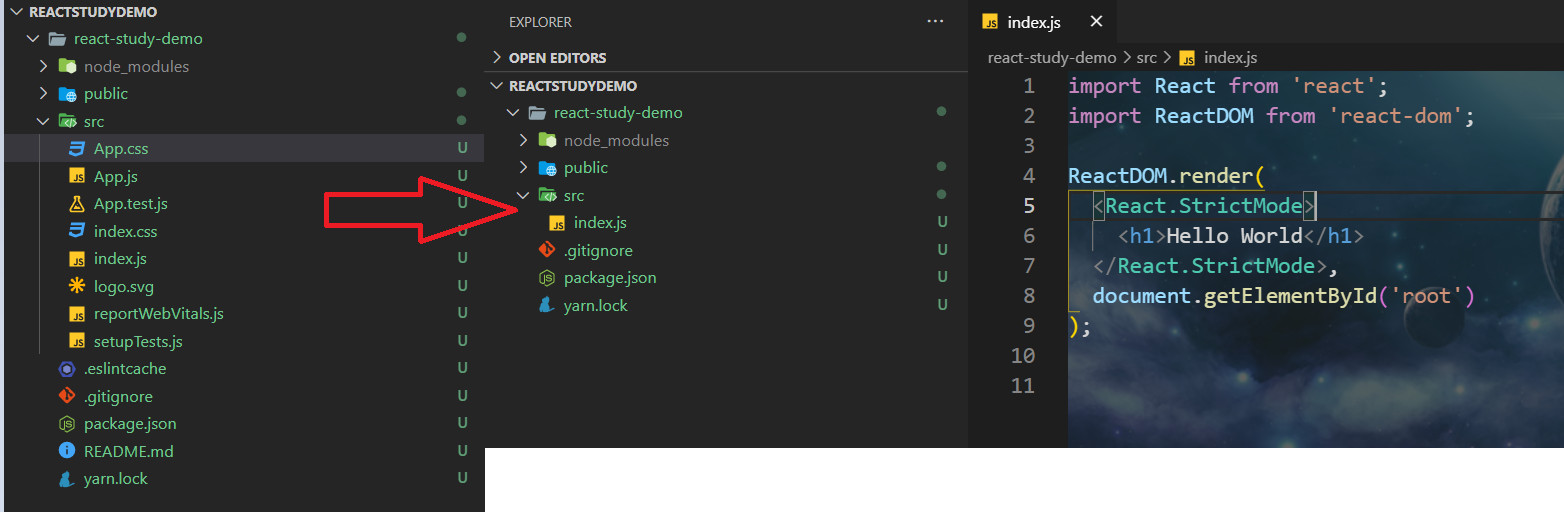 REACTSTUDYDEMO
react-study-demo
node_modules
public
src
App.css U
App.js U
App.test.js U
index.css U
index.js U
logo.svg U
reportWebVitals.js U
setupTests.js U
.eslintcache U
.gitignore U
package.json U
README.md U
yarn.lock U
EXPLORER ...
OPEN EDITORS
REACTSTUDYDEMO
react-study-demo
node_modules
public
src
index.js U
.gitignore U
package.json U
yarn.lock U
JS index.js
react-study-demo > src > JS index.js
1 import React from 'react';
2 import ReactDOM from 'react-dom';
3
4 ReactDOM.render(
5 <React.StrictMode>
6 <h1>Hello World</h1>
7 </React.StrictMode>,
8 document.getElementById('root')
9 );
10
11